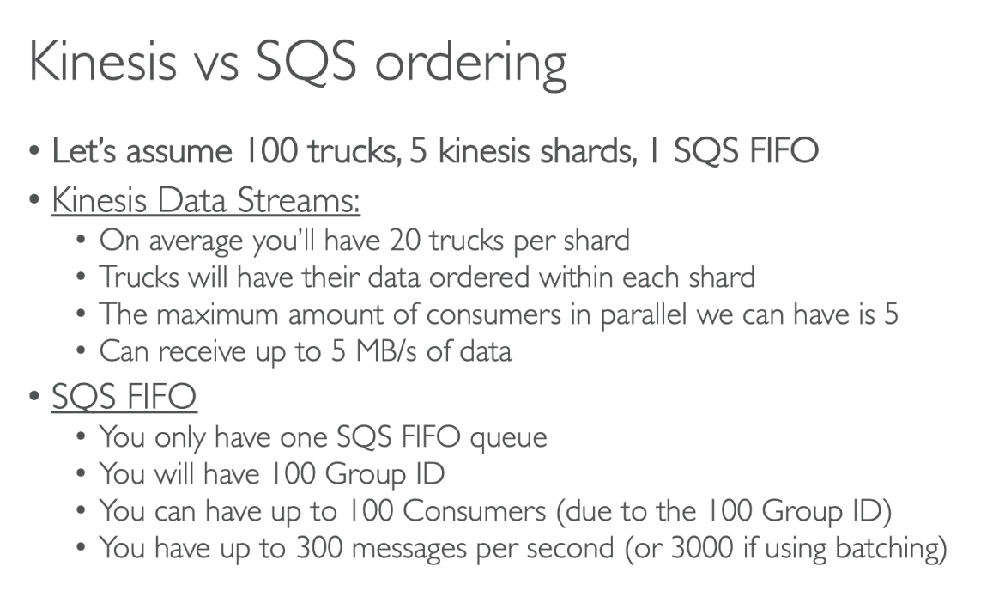 Kinesis vs SQS ordering
• Let's assume 100 trucks, 5 kinesis shards, 1 SQS FIFO
• Kinesis Data Streams:
• On average you'll have 20 trucks per shard
• Trucks will have their data ordered within each shard
• The maximum amount of consumers in parallel we can have is 5
• Can receive up to 5 MB/s of data
• SQS FIFO
• You only have one SQS FIFO queue
• You will have 100 Group ID
• You can have up to 100 Consumers (due to the 100 Group ID)
• You have up to 300 messages per second (or 3000 if using batching)